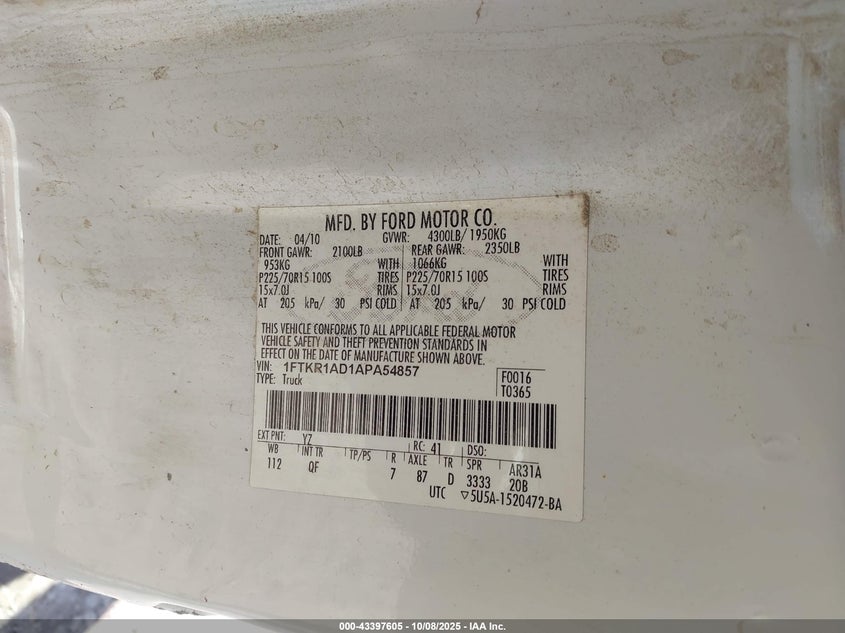 MFD. BY FORD MOTOR CO.
DATE: 04/10 GVWR: 4300LB/ 1950KG
FRONT GAWR: 2100LB REAR GAWR: 2350LB
953KG WITH 1066KG WITH
P225/70R15 100S TIRES P225/70R15 100S TIRES
15x7.0J RIMS 15x7.0J RIMS
AT 205 kPa/ 30 PSI COLD AT 205 kPa/ 30 PSI COLD
THIS VEHICLE CONFORMS TO ALL APPLICABLE FEDERAL MOTOR
VEHICLE SAFETY AND THEFT PREVENTION STANDARDS IN
EFFECT ON THE DATE OF MANUFACTURE SHOWN ABOVE.
VIN: 1FTKR1AD1APA54857
TYPE: Truck
F0016
T0365
EXT PNT: YZ RC: 41 DSO:
WB INT TR TP/PS R AXLE TR SPR AR31A
112 QF 7 87 D 3333 20B
UTC ▽5U5A-1520472-BA
000-43397605 - 10/08/2025 - IAA Inc.